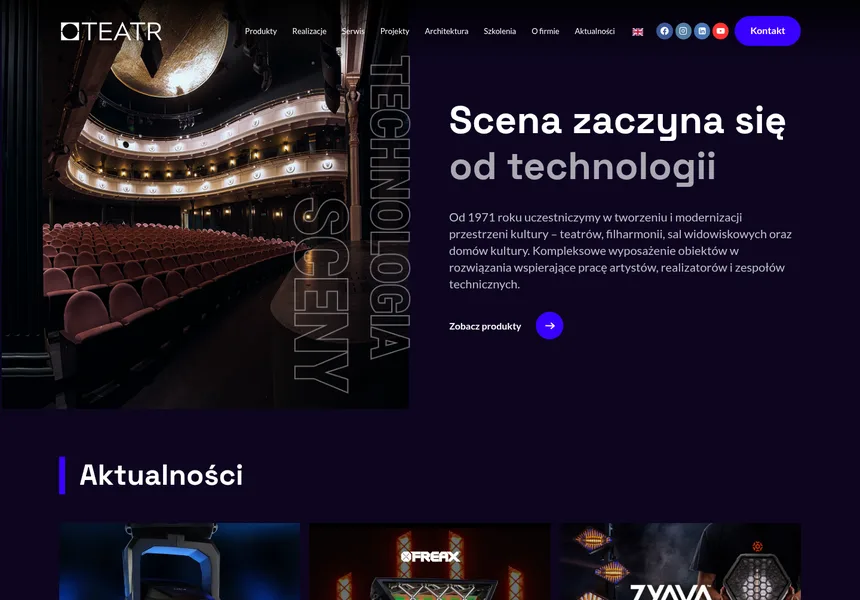 TEATR
Produkty Realizacje Serwis Projekty Architektura Szkolenia O firmie Aktualności Kontakt
TECHNOLOGIA
SCENY
Scena zaczyna się
od technologii
Od 1971 roku uczestniczymy w tworzeniu i modernizacji
przestrzeni kultury – teatrów, filharmonii, sal widowiskowych oraz
domów kultury. Kompleksowe wyposażenie obiektów w
rozwiązania wspierające pracę artystów, realizatorów i zespołów
technicznych.
Zobacz produkty
Aktualności
FREAX
ZYAVA